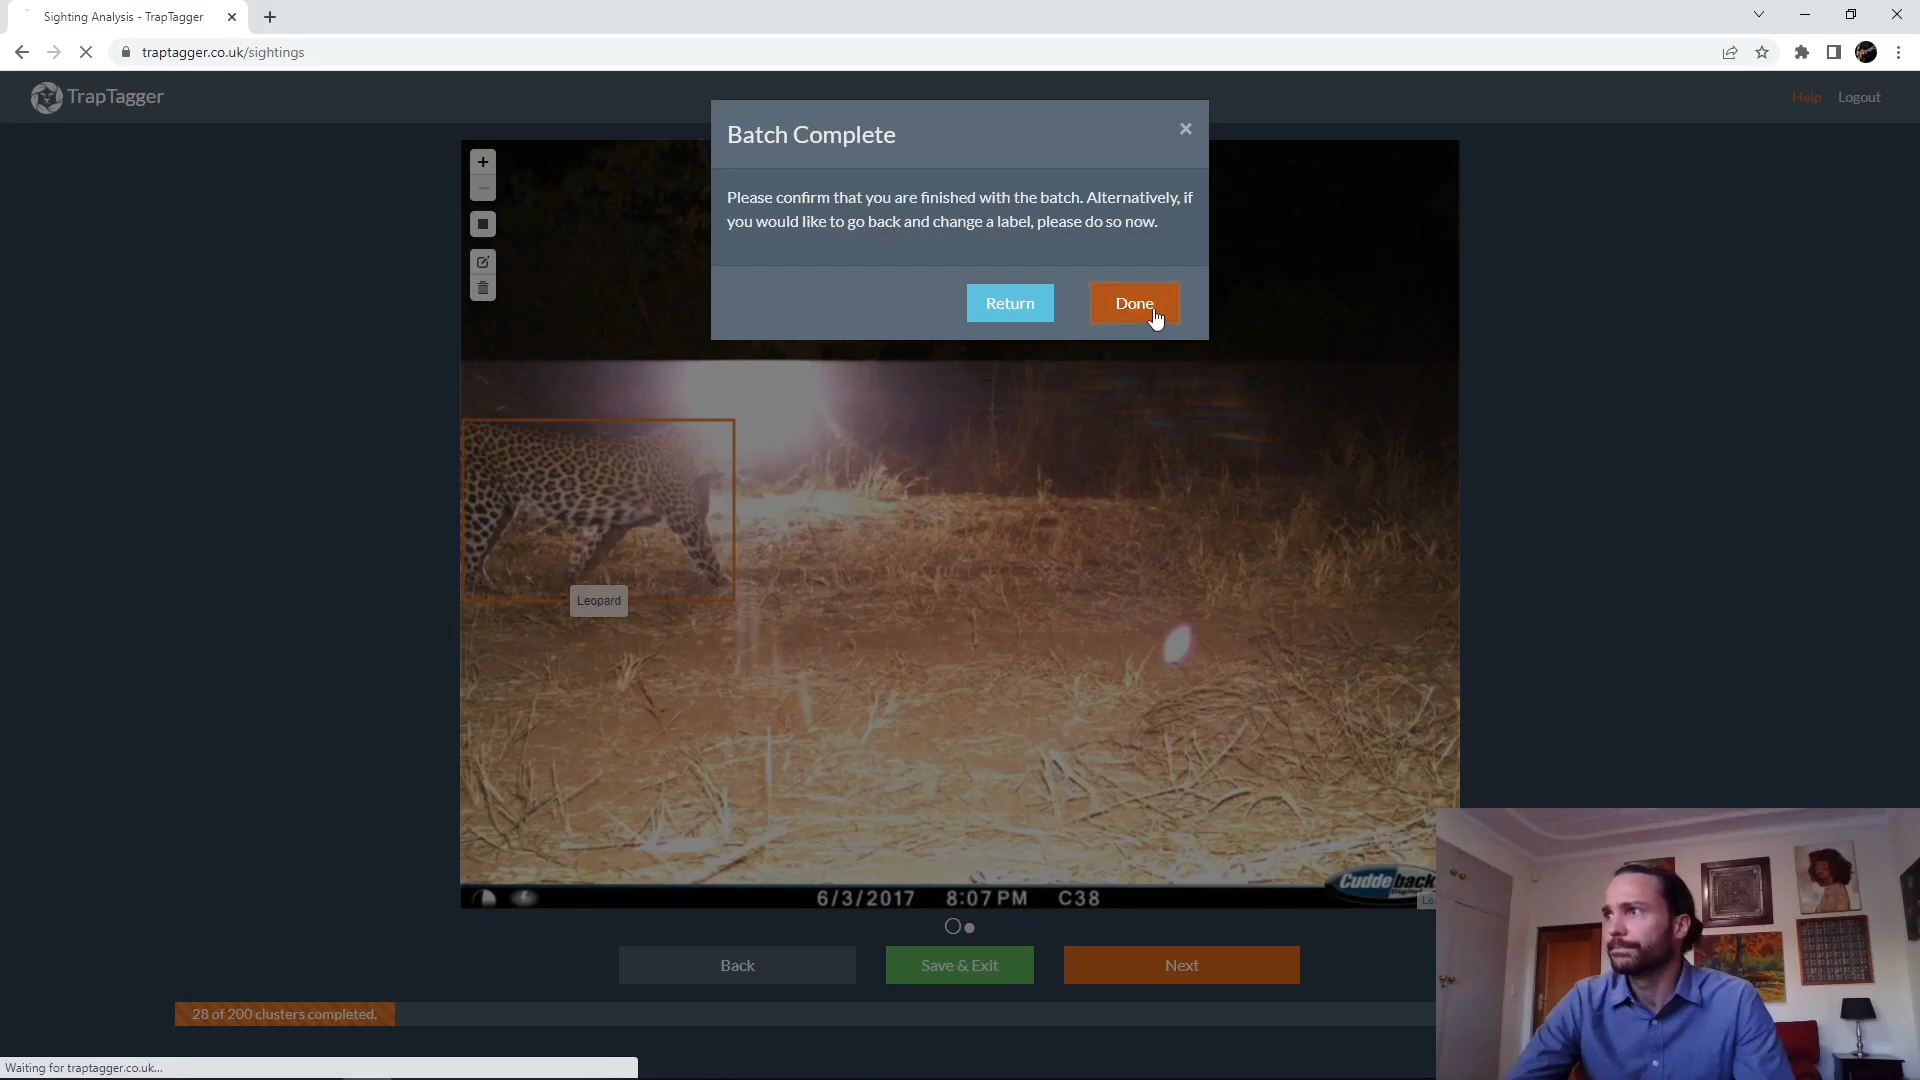 Sighting Analysis - TrapTagger
traptagger.co.uk/sightings
TrapTagger
Help
Logout
Batch Complete
Please confirm that you are finished with the batch. Alternatively, if
you would like to go back and change a label, please do so now.
Return
Done
Leopard
Cuddeback
6/3/2017 8:07 PM C38
Back
Save & Exit
Next
28 of 200 clusters completed.
Waiting for traptagger.co.uk...